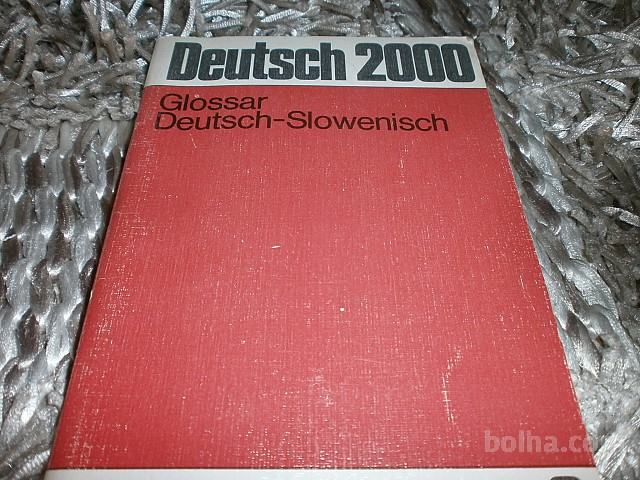 Deutsch 2000
Glossar
Deutsch-Slowenisch
bolha.com